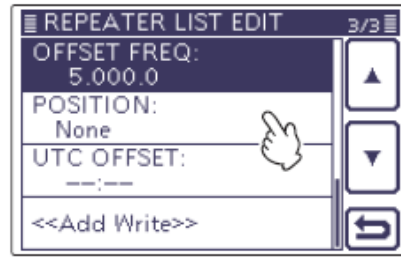 REPEATER LIST EDIT 3/3
OFFSET FREQ:
5.000.0
POSITION:
None
UTC OFFSET:
--:--
<<Add Write>>